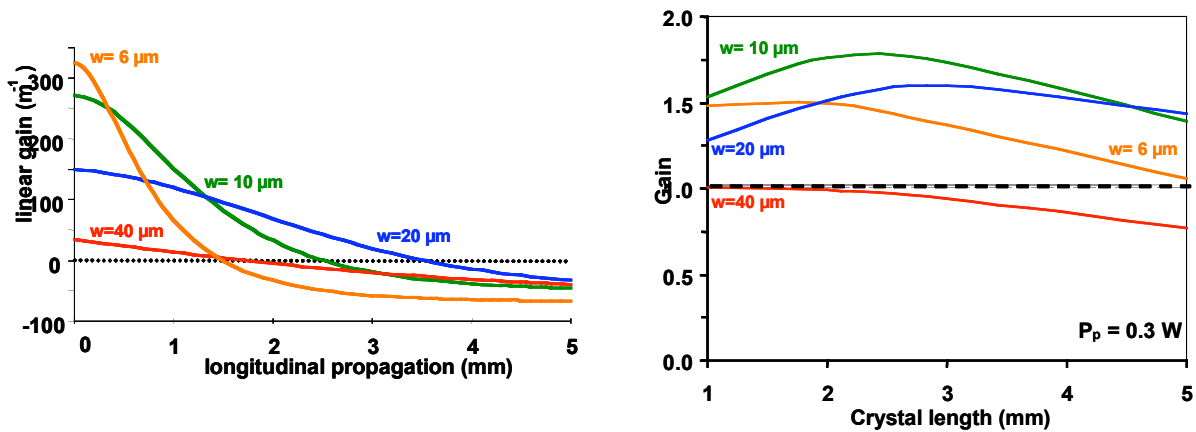 linear gain (m-1)
300
200
100
0
-100
w= 6 µm
w= 10 µm
w=20 µm
w=40 µm
0 1 2 3 4 5
longitudinal propagation (mm)
Gain
2.0
1.5
1.0
0.5
0.0
w= 10 µm
w=20 µm
w= 6 µm
w=40 µm
Pp = 0.3 W
1 2 3 4 5
Crystal length (mm)